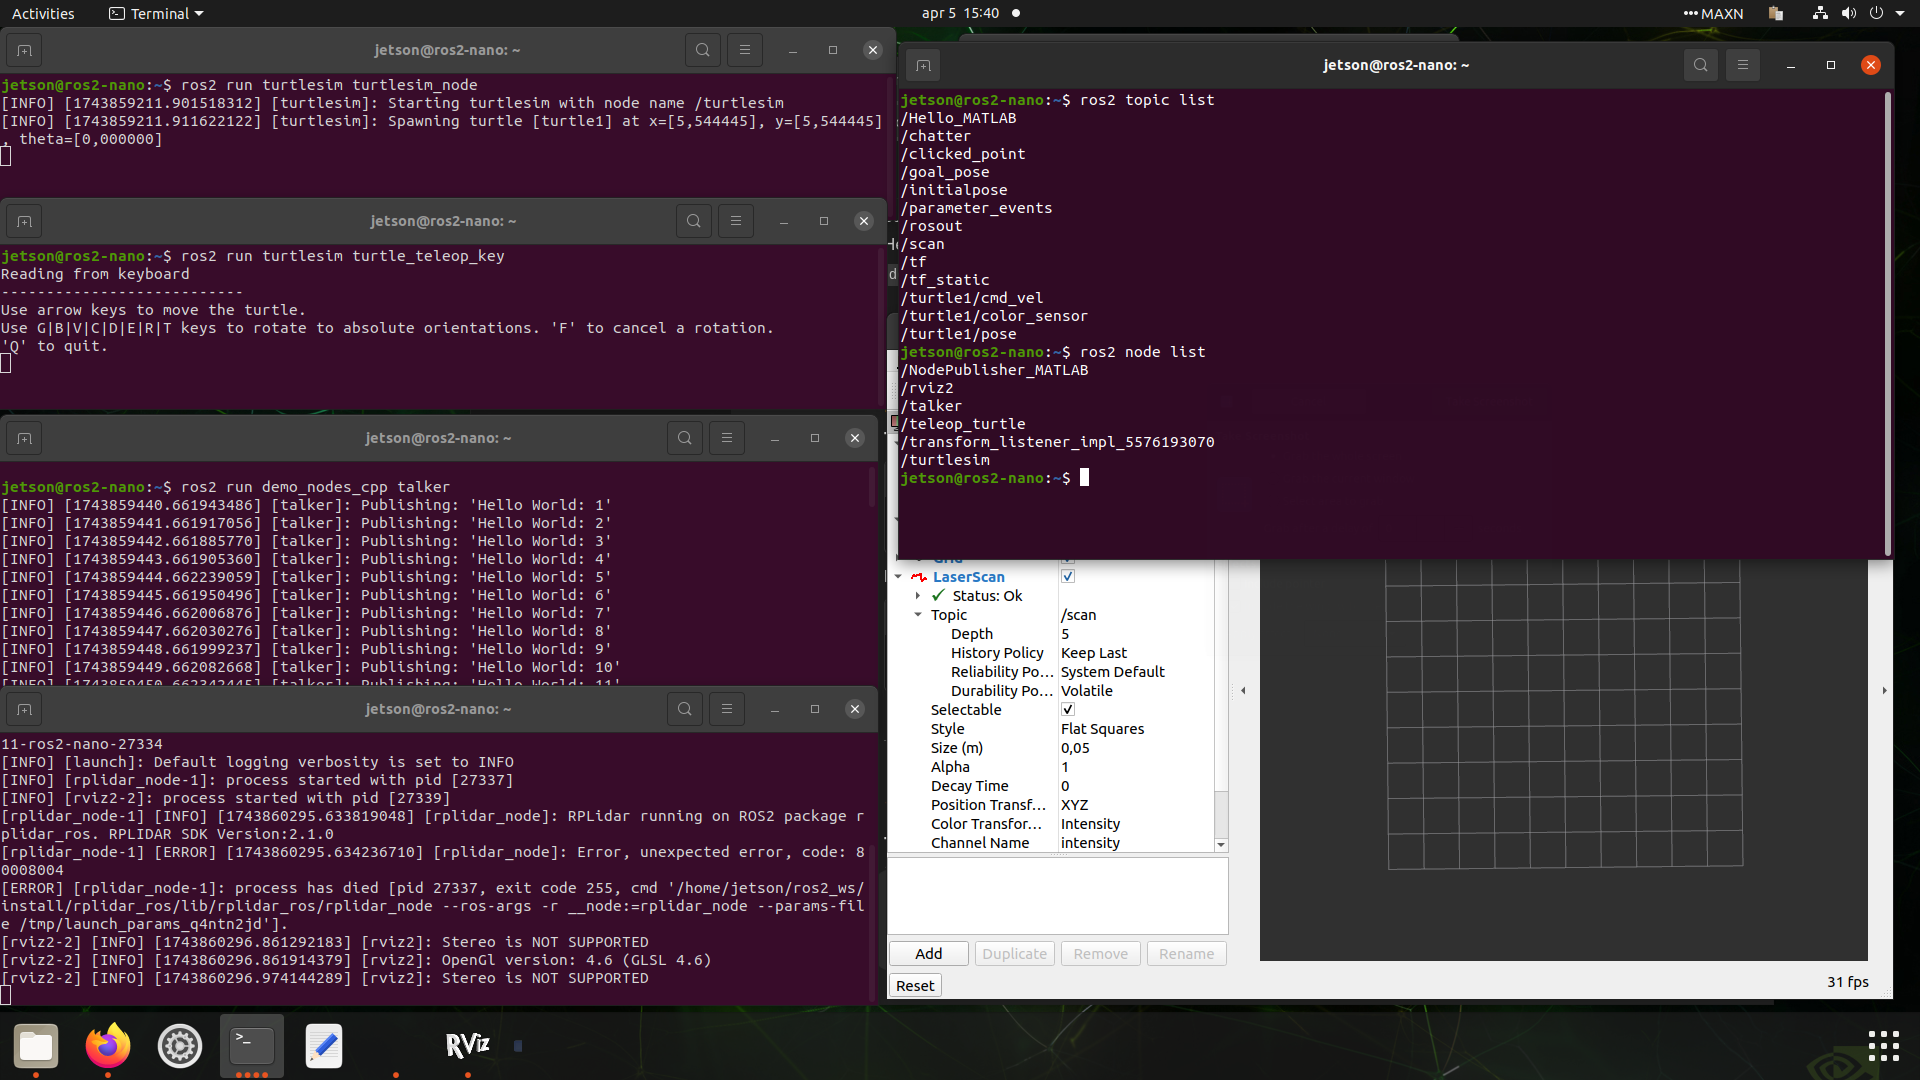 Activities
Terminal
apr 5 15:40
MAXN
jetson@ros2-nano: ~
jetson@ros2-nano:~$ ros2 run turtlesim turtlesim_node
[INFO] [1743859211.901518312] [turtlesim]: Starting turtlesim with node name /turtlesim
[INFO] [1743859211.911622122] [turtlesim]: Spawning turtle [turtle1] at x=[5,544445], y=[5,544445]
, theta=[0,000000]
jetson@ros2-nano: ~
jetson@ros2-nano:~$ ros2 run turtlesim turtle_teleop_key
Reading from keyboard
---------------------------
Use arrow keys to move the turtle.
Use G|B|V|C|D|E|R|T keys to rotate to absolute orientations. 'F' to cancel a rotation.
'Q' to quit.
jetson@ros2-nano: ~
jetson@ros2-nano:~$ ros2 run demo_nodes_cpp talker
[INFO] [1743859440.661943486] [talker]: Publishing: 'Hello World: 1'
[INFO] [1743859441.661917056] [talker]: Publishing: 'Hello World: 2'
[INFO] [1743859442.661885770] [talker]: Publishing: 'Hello World: 3'
[INFO] [1743859443.661905360] [talker]: Publishing: 'Hello World: 4'
[INFO] [1743859444.662239059] [talker]: Publishing: 'Hello World: 5'
[INFO] [1743859445.661950496] [talker]: Publishing: 'Hello World: 6'
[INFO] [1743859446.662006876] [talker]: Publishing: 'Hello World: 7'
[INFO] [1743859447.662030276] [talker]: Publishing: 'Hello World: 8'
[INFO] [1743859448.661999237] [talker]: Publishing: 'Hello World: 9'
[INFO] [1743859449.662082668] [talker]: Publishing: 'Hello World: 10'
[INFO] [1743859450.662342445] [talker]: Publishing: 'Hello World: 11'
jetson@ros2-nano: ~
11-ros2-nano-27334
[INFO] [launch]: Default logging verbosity is set to INFO
[INFO] [rplidar_node-1]: process started with pid [27337]
[INFO] [rviz2-2]: process started with pid [27339]
[rplidar_node-1] [INFO] [1743860295.633819048] [rplidar_node]: RPLidar running on ROS2 package r
plidar_ros. RPLIDAR SDK Version:2.1.0
[rplidar_node-1] [ERROR] [1743860295.634236710] [rplidar_node]: Error, unexpected error, code: 8
0008004
[ERROR] [rplidar_node-1]: process has died [pid 27337, exit code 255, cmd '/home/jetson/ros2_ws/
install/rplidar_ros/lib/rplidar_ros/rplidar_node --ros-args -r __node:=rplidar_node --params-fil
e /tmp/launch_params_q4ntn2jd'].
[rviz2-2] [INFO] [1743860296.861292183] [rviz2]: Stereo is NOT SUPPORTED
[rviz2-2] [INFO] [1743860296.861914379] [rviz2]: OpenGl version: 4.6 (GLSL 4.6)
[rviz2-2] [INFO] [1743860296.974144289] [rviz2]: Stereo is NOT SUPPORTED
jetson@ros2-nano: ~
jetson@ros2-nano:~$ ros2 topic list
/Hello_MATLAB
/chatter
/clicked_point
/goal_pose
/initialpose
/parameter_events
/rosout
/scan
/tf
/tf_static
/turtle1/cmd_vel
/turtle1/color_sensor
/turtle1/pose
jetson@ros2-nano:~$ ros2 node list
/NodePublisher_MATLAB
/rviz2
/talker
/teleop_turtle
/transform_listener_impl_5576193070
/turtlesim
jetson@ros2-nano:~$
LaserScan
Status: Ok
Topic /scan
Depth 5
History Policy Keep Last
Reliability Po... System Default
Durability Po... Volatile
Selectable
Style Flat Squares
Size (m) 0,05
Alpha 1
Decay Time 0
Position Transf... XYZ
Color Transfor... Intensity
Channel Name intensity
Add Duplicate Remove Rename
Reset
31 fps
RViz